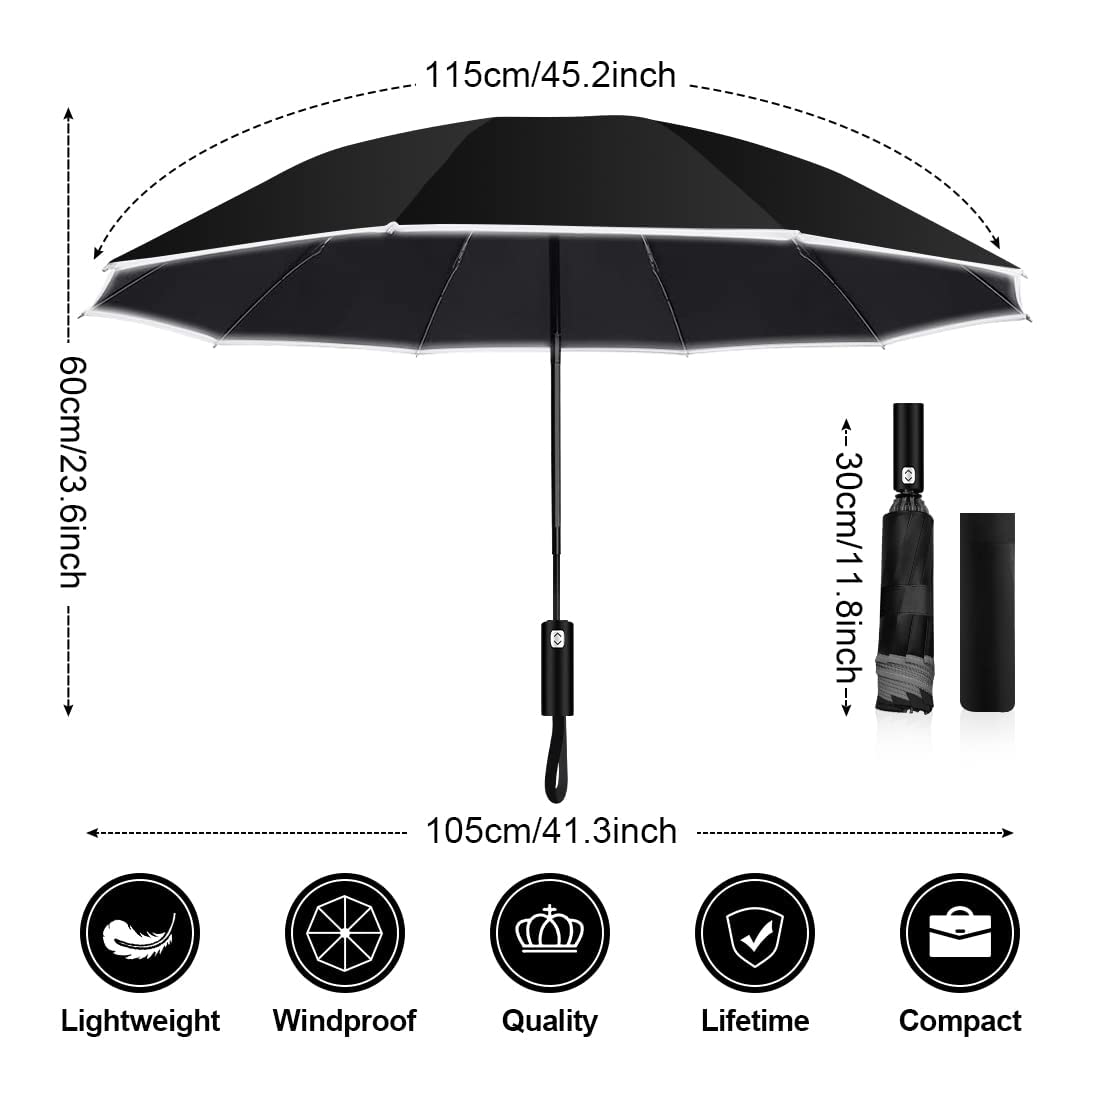 115cm/45.2inch
60cm/23.6inch
30cm/11.8inch
105cm/41.3inch
Lightweight
Windproof
Quality
Lifetime
Compact